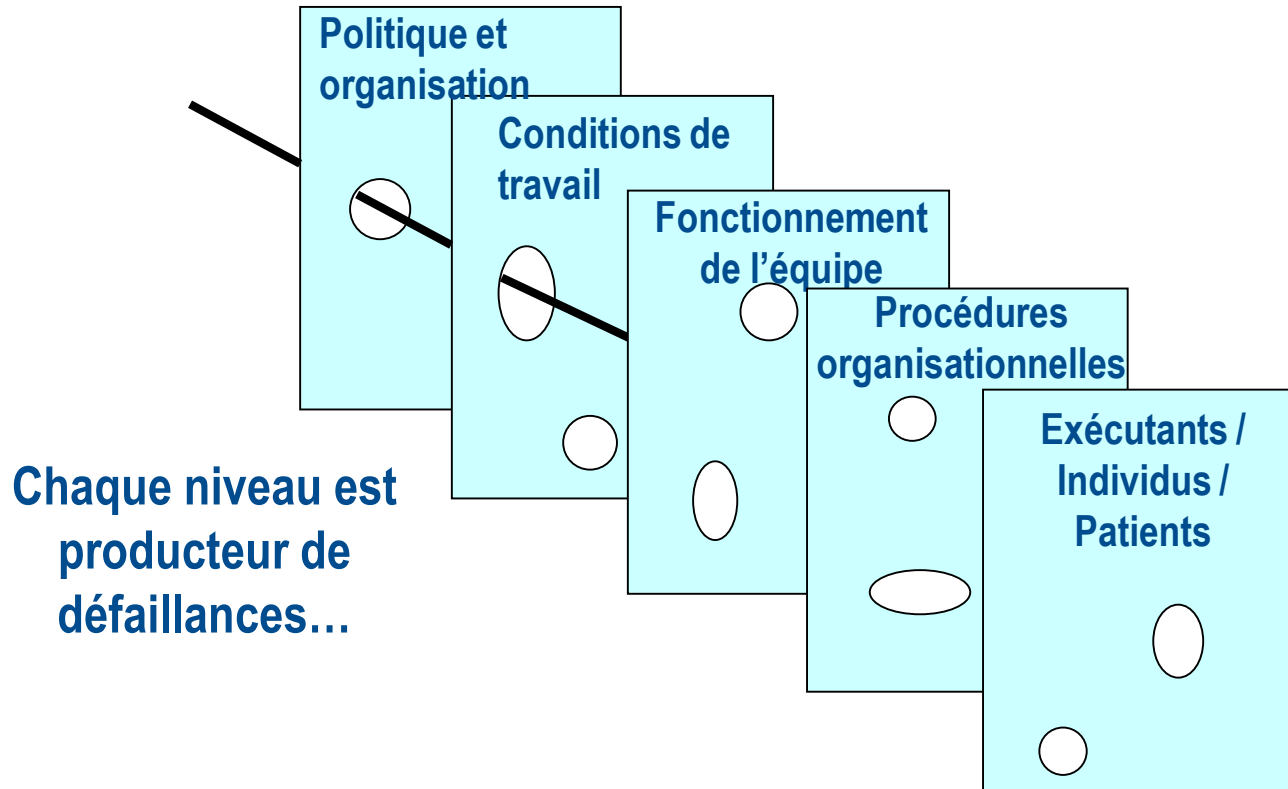 Politique et
organisation
Conditions de
travail
Fonctionnement
de l’équipe
Procédures
organisationnelles
Exécutants /
Individus /
Patients
Chaque niveau est
producteur de
défaillances…